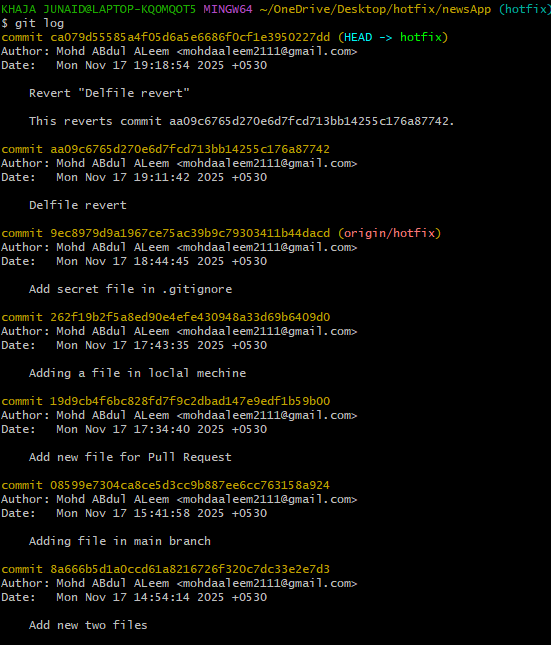 KHAJA JUNAID@LAPTOP-KQOMQOT5 MINGW64 ~/OneDrive/Desktop/hotfix/newsApp (hotfix)
$ git log
commit ca079d55585a4f05d6a5e6686f0cf1e3950227dd (HEAD -> hotfix)
Author: Mohd ABdul ALeem <mohdaaleem2111@gmail.com>
Date:   Mon Nov 17 19:18:54 2025 +0530
Revert "Delfile revert"
This reverts commit aa09c6765d270e6d7fcd713bb14255c176a87742.
commit aa09c6765d270e6d7fcd713bb14255c176a87742
Author: Mohd ABdul ALeem <mohdaaleem2111@gmail.com>
Date:   Mon Nov 17 19:11:42 2025 +0530
Delfile revert
commit 9ec8979d9a1967ce75ac39b9c79303411b44dacd (origin/hotfix)
Author: Mohd ABdul ALeem <mohdaaleem2111@gmail.com>
Date:   Mon Nov 17 18:44:45 2025 +0530
Add secret file in .gitignore
commit 262f19b2f5a8ed90e4efe430948a33d69b6409d0
Author: Mohd ABdul ALeem <mohdaaleem2111@gmail.com>
Date:   Mon Nov 17 17:43:35 2025 +0530
Adding a file in loclal mechine
commit 19d9cb4f6bc828fd7f9c2dbad147e9edf1b59b00
Author: Mohd ABdul ALeem <mohdaaleem2111@gmail.com>
Date:   Mon Nov 17 17:34:40 2025 +0530
Add new file for Pull Request
commit 08599e7304ca8ce5d3cc9b887ee6cc763158a924
Author: Mohd ABdul ALeem <mohdaaleem2111@gmail.com>
Date:   Mon Nov 17 15:41:58 2025 +0530
Adding file in main branch
commit 8a666b5d1a0ccd61a8216726f320c7dc33e2e7d3
Author: Mohd ABdul ALeem <mohdaaleem2111@gmail.com>
Date:   Mon Nov 17 14:54:14 2025 +0530
Add new two files